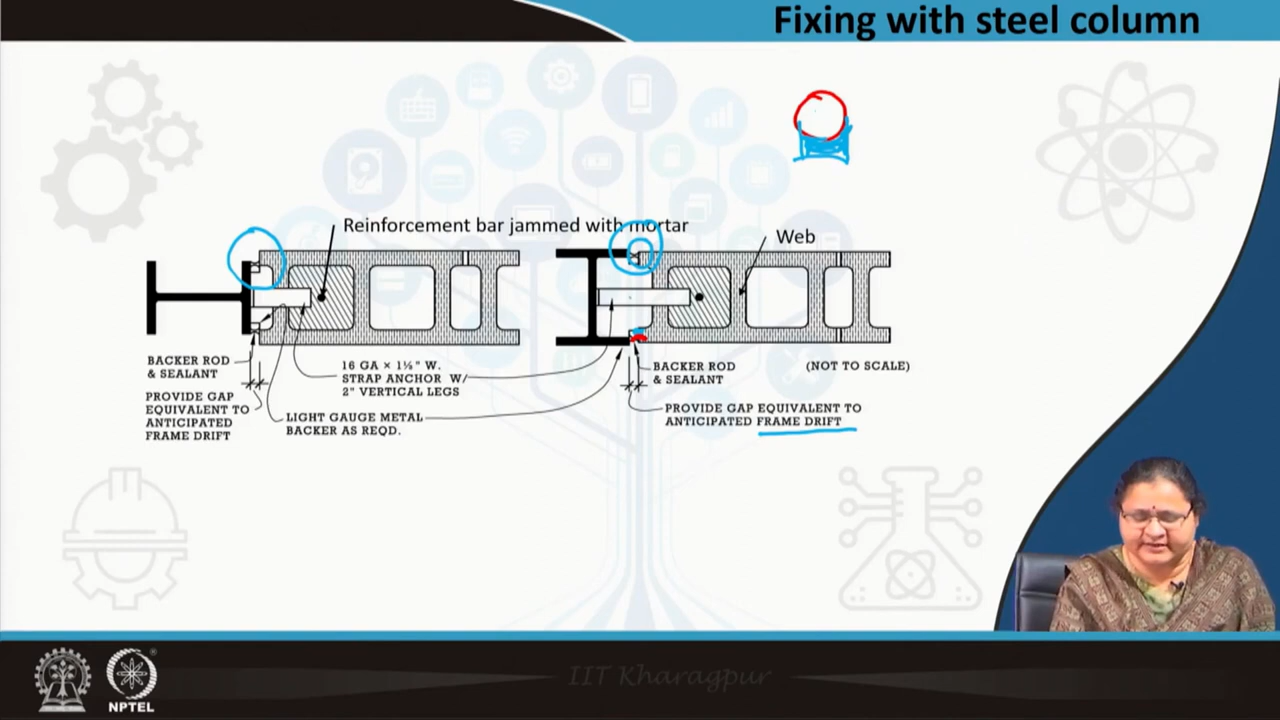 Fixing with steel column
Reinforcement bar jammed with mortar
Web
BACKER ROD
& SEALANT
PROVIDE GAP
EQUIVALENT TO
ANTICIPATED
FRAME DRIFT
16 GA × 1½" W.
STRAP ANCHOR W/
2" VERTICAL LEGS
LIGHT GAUGE METAL
BACKER AS REQD.
BACKER ROD
& SEALANT
(NOT TO SCALE)
PROVIDE GAP EQUIVALENT TO
ANTICIPATED FRAME DRIFT
IIT Kharagpur
NPTEL